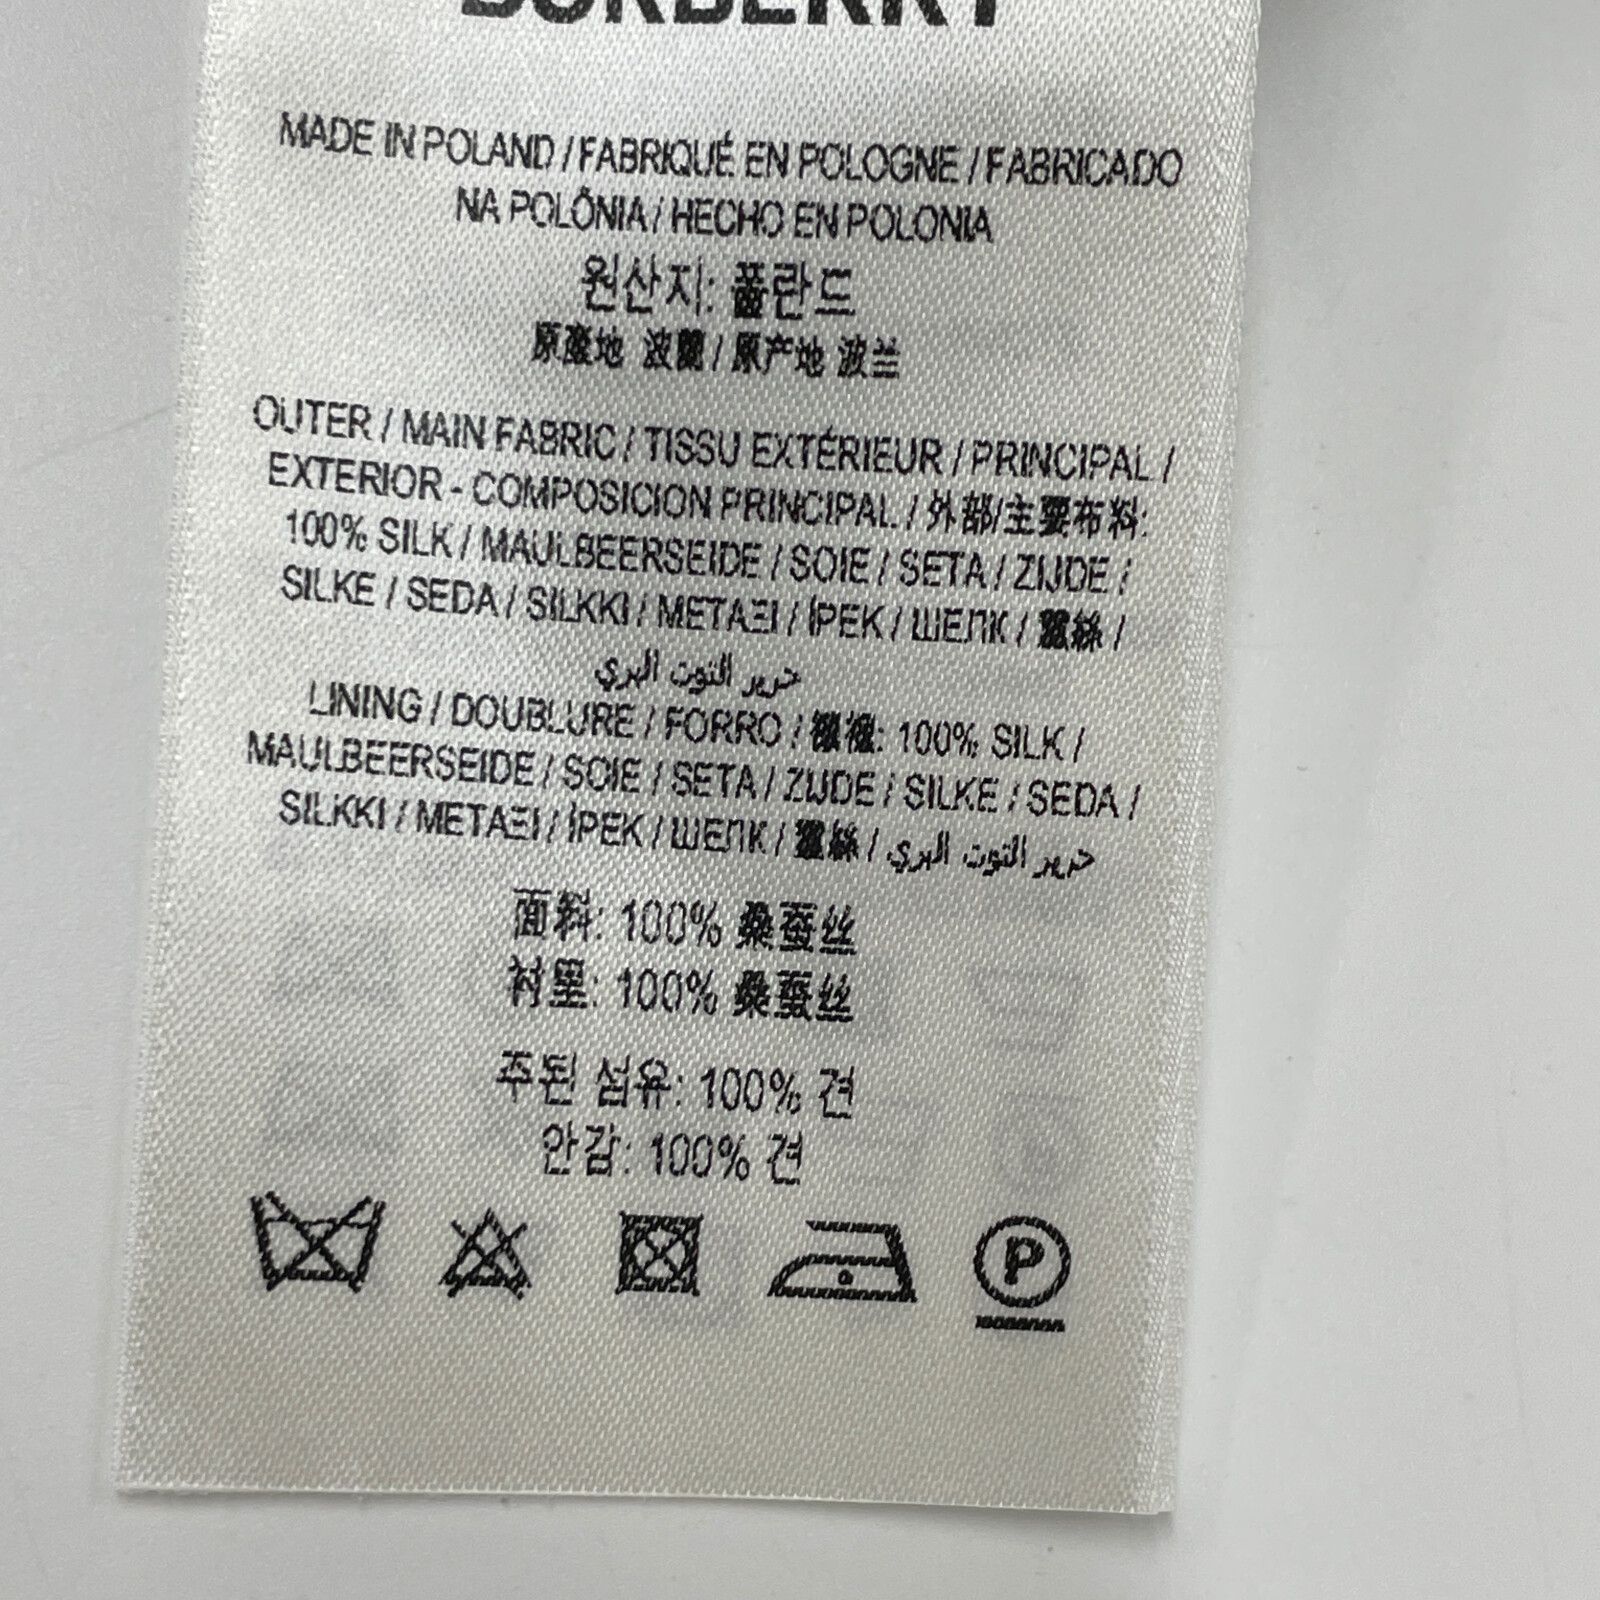 BURBERRY
MADE IN POLAND / FABRIQUÉ EN POLOGNE / FABRICADO
NA POLÔNIA / HECHO EN POLONIA
원산지: 폴란드
原產地 波蘭 / 原产地 波兰
OUTER / MAIN FABRIC / TISSU EXTÉRIEUR / PRINCIPAL /
EXTERIOR - COMPOSICION PRINCIPAL / 外部/主要布料:
100% SILK / MAULBEERSEIDE / SOIE / SETA / ZIJDE /
SILKE / SEDA / SILKKI / ΜΕΤΑΞΙ / İPEK / ШЕЛК / 蠶絲 /
حرير التوت البري
LINING / DOUBLURE / FORRO / 襯裡: 100% SILK /
MAULBEERSEIDE / SOIE / SETA / ZIJDE / SILKE / SEDA /
SILKKI / ΜΕΤΑΞΙ / İPEK / ШЕЛК / 蠶絲 / حرير التوت البري
面料: 100% 桑蚕丝
衬里: 100% 桑蚕丝
주된 섬유: 100% 견
안감: 100% 견
P